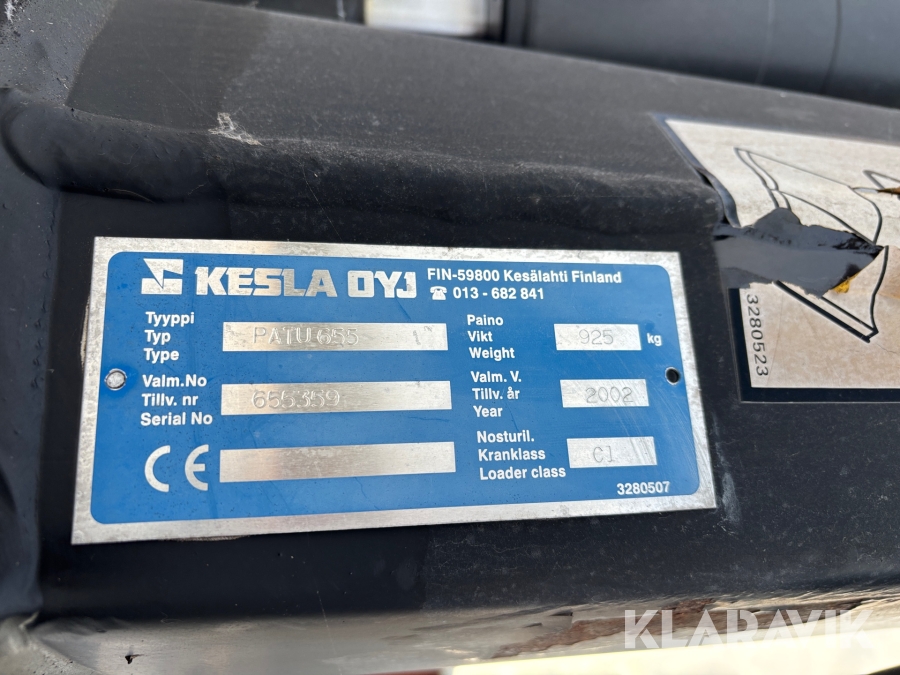 KESLA OYJ
FIN-59800 Kesälahti Finland
☎ 013 - 682 841
Tyyppi
Typ
Type
PATU 655
Paino
Vikt
Weight
925
kg
Valm.No
Tillv. nr
Serial No
655359
Valm. V.
Tillv. år
Year
2002
CE
Nosturil.
Kranklass
Loader class
C1
3280507
3280523
KLARAVIK